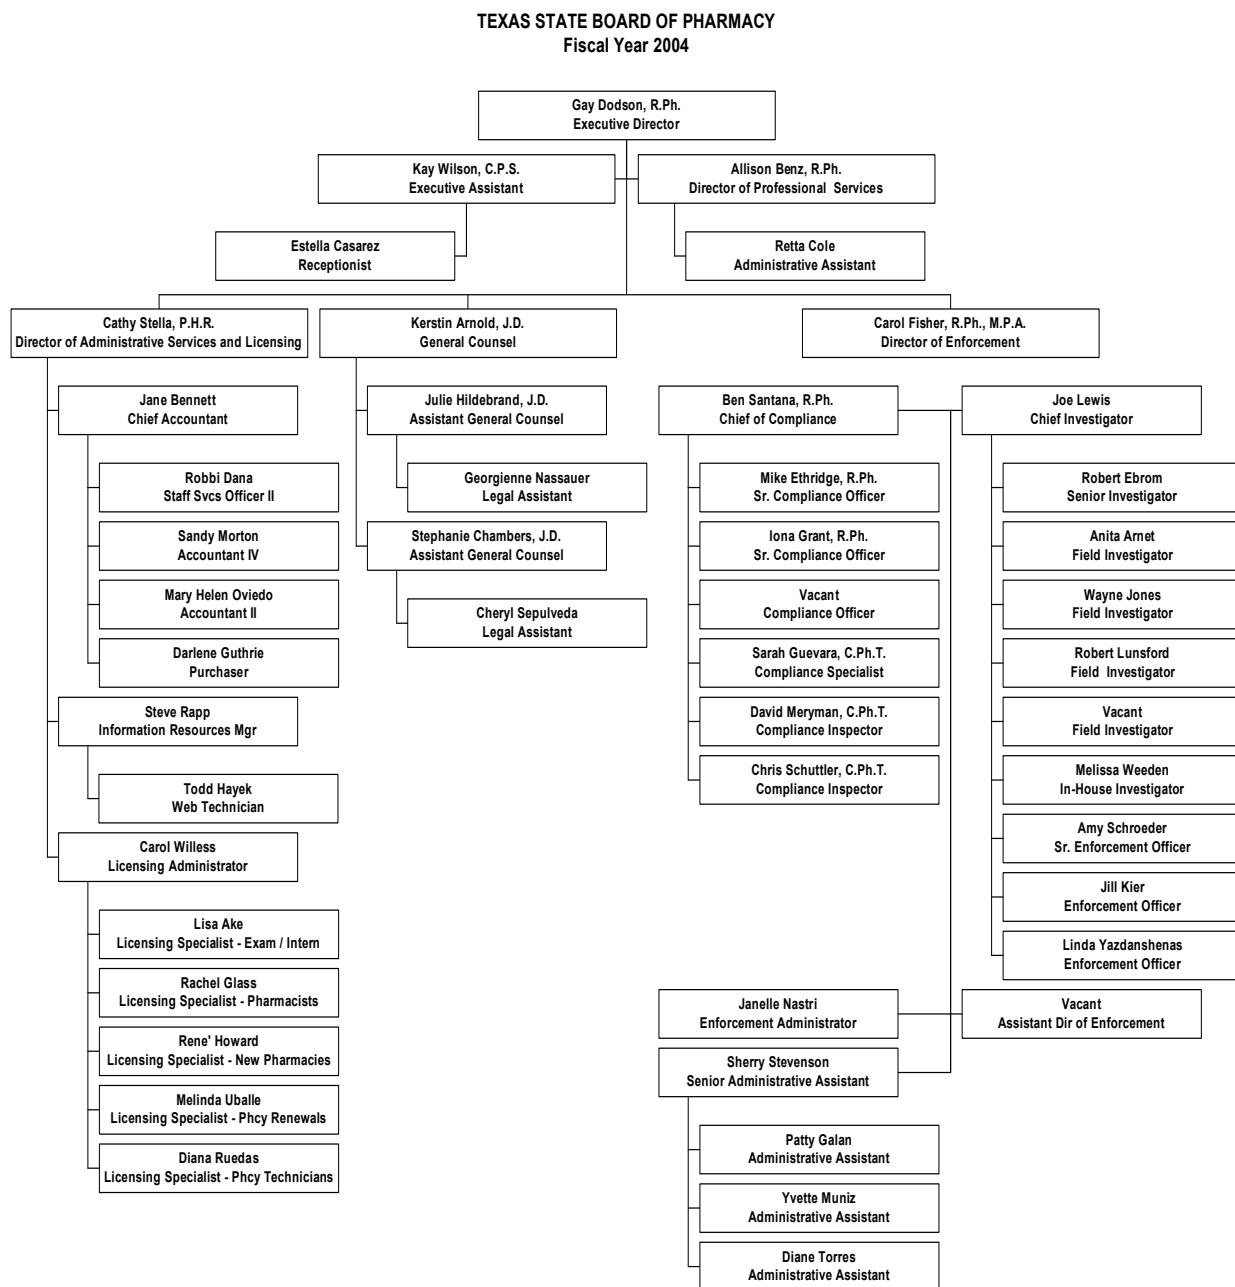 TEXAS STATE BOARD OF PHARMACY
Fiscal Year 2004
Gay Dodson, R.Ph.
Executive Director
Kay Wilson, C.P.S.
Executive Assistant
Allison Benz, R.Ph.
Director of Professional Services
Estella Casarez
Receptionist
Retta Cole
Administrative Assistant
Cathy Stella, P.H.R.
Director of Administrative Services and Licensing
Kerstin Arnold, J.D.
General Counsel
Carol Fisher, R.Ph., M.P.A.
Director of Enforcement
Jane Bennett
Chief Accountant
Robbi Dana
Staff Svcs Officer II
Sandy Morton
Accountant IV
Mary Helen Oviedo
Accountant II
Darlene Guthrie
Purchaser
Steve Rapp
Information Resources Mgr
Todd Hayek
Web Technician
Carol Willess
Licensing Administrator
Lisa Ake
Licensing Specialist - Exam / Intern
Rachel Glass
Licensing Specialist - Pharmacists
Rene' Howard
Licensing Specialist - New Pharmacies
Melinda Uballe
Licensing Specialist - Phcy Renewals
Diana Ruedas
Licensing Specialist - Phcy Technicians
Julie Hildebrand, J.D.
Assistant General Counsel
Georgienne Nassauer
Legal Assistant
Stephanie Chambers, J.D.
Assistant General Counsel
Cheryl Sepulveda
Legal Assistant
Ben Santana, R.Ph.
Chief of Compliance
Mike Ethridge, R.Ph.
Sr. Compliance Officer
Iona Grant, R.Ph.
Sr. Compliance Officer
Vacant
Compliance Officer
Sarah Guevara, C.Ph.T.
Compliance Specialist
David Meryman, C.Ph.T.
Compliance Inspector
Chris Schuttler, C.Ph.T.
Compliance Inspector
Joe Lewis
Chief Investigator
Robert Ebrom
Senior Investigator
Anita Arnet
Field Investigator
Wayne Jones
Field Investigator
Robert Lunsford
Field Investigator
Vacant
Field Investigator
Melissa Weeden
In-House Investigator
Amy Schroeder
Sr. Enforcement Officer
Jill Kier
Enforcement Officer
Linda Yazdanshenas
Enforcement Officer
Janelle Nastri
Enforcement Administrator
Vacant
Assistant Dir of Enforcement
Sherry Stevenson
Senior Administrative Assistant
Patty Galan
Administrative Assistant
Yvette Muniz
Administrative Assistant
Diane Torres
Administrative Assistant